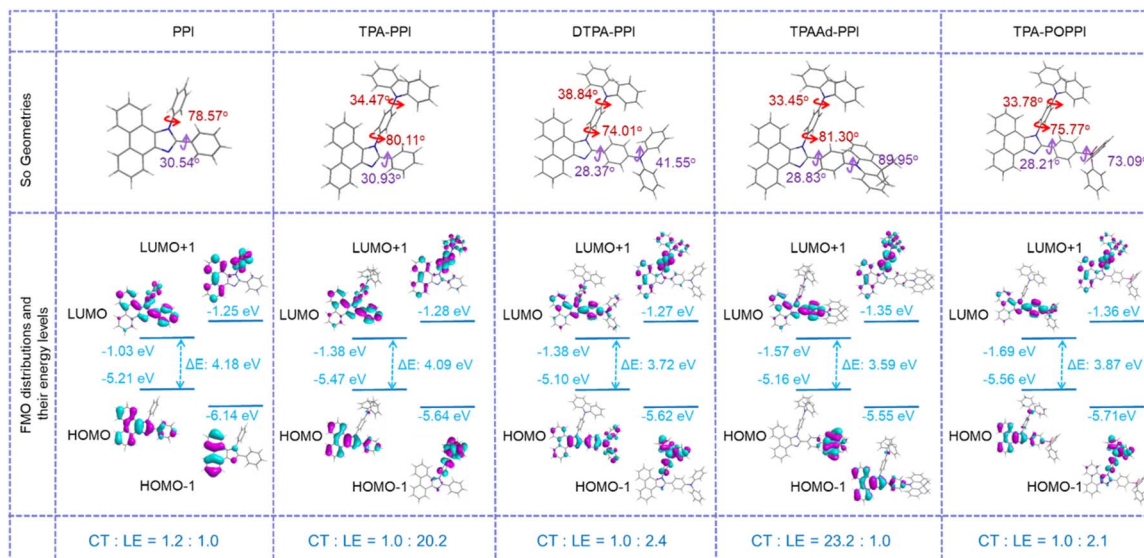 PPI
TPA-PPI
DTPA-PPI
TPAAd-PPI
TPA-POPPI
So Geometries
78.57°
30.54°
34.47°
80.11°
30.93°
38.84°
74.01°
28.37°
41.55°
33.45°
81.30°
28.83°
89.95°
33.78°
75.77°
28.21°
73.09°
FMO distributions and
their energy levels
LUMO+1
LUMO
-1.25 eV
-1.03 eV
ΔE: 4.18 eV
-5.21 eV
-6.14 eV
HOMO
HOMO-1
LUMO+1
LUMO
-1.28 eV
-1.38 eV
ΔE: 4.09 eV
-5.47 eV
-5.64 eV
HOMO
HOMO-1
LUMO+1
LUMO
-1.27 eV
-1.38 eV
ΔE: 3.72 eV
-5.10 eV
-5.62 eV
HOMO
HOMO-1
LUMO+1
LUMO
-1.35 eV
-1.57 eV
ΔE: 3.59 eV
-5.16 eV
-5.55 eV
HOMO
HOMO-1
LUMO+1
LUMO
-1.36 eV
-1.69 eV
ΔE: 3.87 eV
-5.56 eV
-5.71eV
HOMO
HOMO-1
CT : LE = 1.2 : 1.0
CT : LE = 1.0 : 20.2
CT : LE = 1.0 : 2.4
CT : LE = 23.2 : 1.0
CT : LE = 1.0 : 2.1